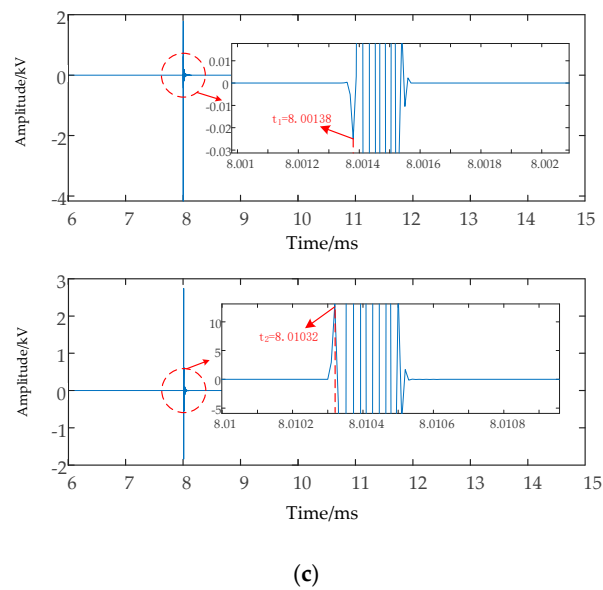 Amplitude/kV
2
0
-2
-4
0.01
0
-0.01
-0.02
-0.03
t₁=8.00138
8.001 8.0012 8.0014 8.0016 8.0018 8.002
6 7 8 9 10 11 12 13 14 15
Time/ms
Amplitude/kV
3
2
1
0
-1
-2
10
5
0
-5
t₂=8.01032
8.01 8.0102 8.0104 8.0106 8.0108
6 7 8 9 10 11 12 13 14 15
Time/ms
(c)